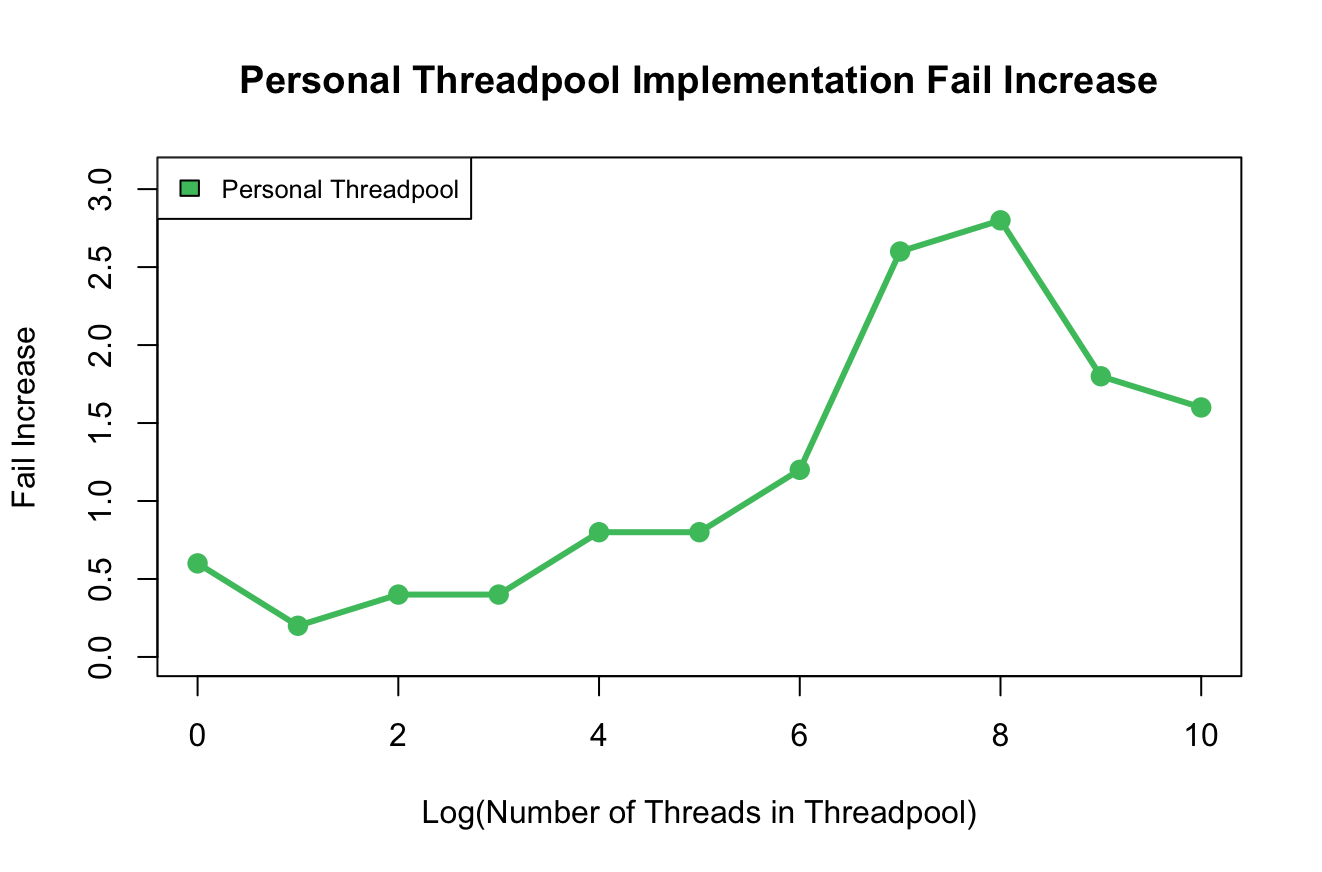 Personal Threadpool Implementation Fail Increase
Personal Threadpool
3.0
2.5
2.0
1.5
1.0
0.5
0.0
Fail Increase
0 2 4 6 8 10
Log(Number of Threads in Threadpool)